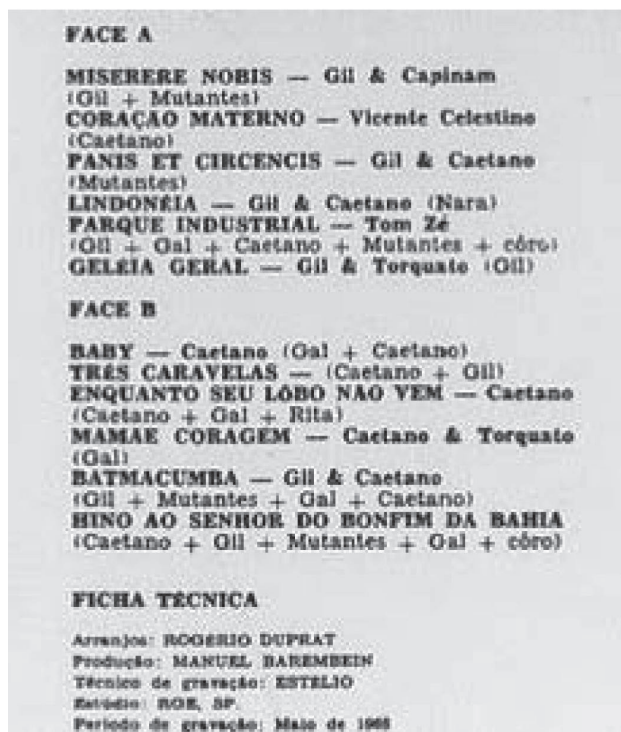 FACE A
MISERERE NOBIS — Gil & Capinam
(Gil + Mutantes)
CORAÇÃO MATERNO — Vicente Celestino
(Caetano)
PANIS ET CIRCENCIS — Gil & Caetano
(Mutantes)
LINDONÉIA — Gil & Caetano (Nara)
PARQUE INDUSTRIAL — Tom Zé
(Gil + Gal + Caetano + Mutantes + côro)
GELÉIA GERAL — Gil & Torquato (Gil)
FACE B
BABY — Caetano (Gal + Caetano)
TRÊS CARAVELAS — (Caetano + Gil)
ENQUANTO SEU LÔBO NAO VEM — Caetano
(Caetano + Gal + Rita)
MAMAE CORAGEM — Caetano & Torquato
(Gal)
BATMACUMBA — Gil & Caetano
(Gil + Mutantes + Gal + Caetano)
HINO AO SENHOR DO BONFIM DA BAHIA
(Caetano + Gil + Mutantes + Gal + côro)
FICHA TÉCNICA
Arranjos: ROGÉRIO DUPRAT
Produção: MANUEL BAREMBEIN
Técnico de gravação: ESTELIO
Estúdio: RGE, SP.
Período de gravação: Maio de 1968